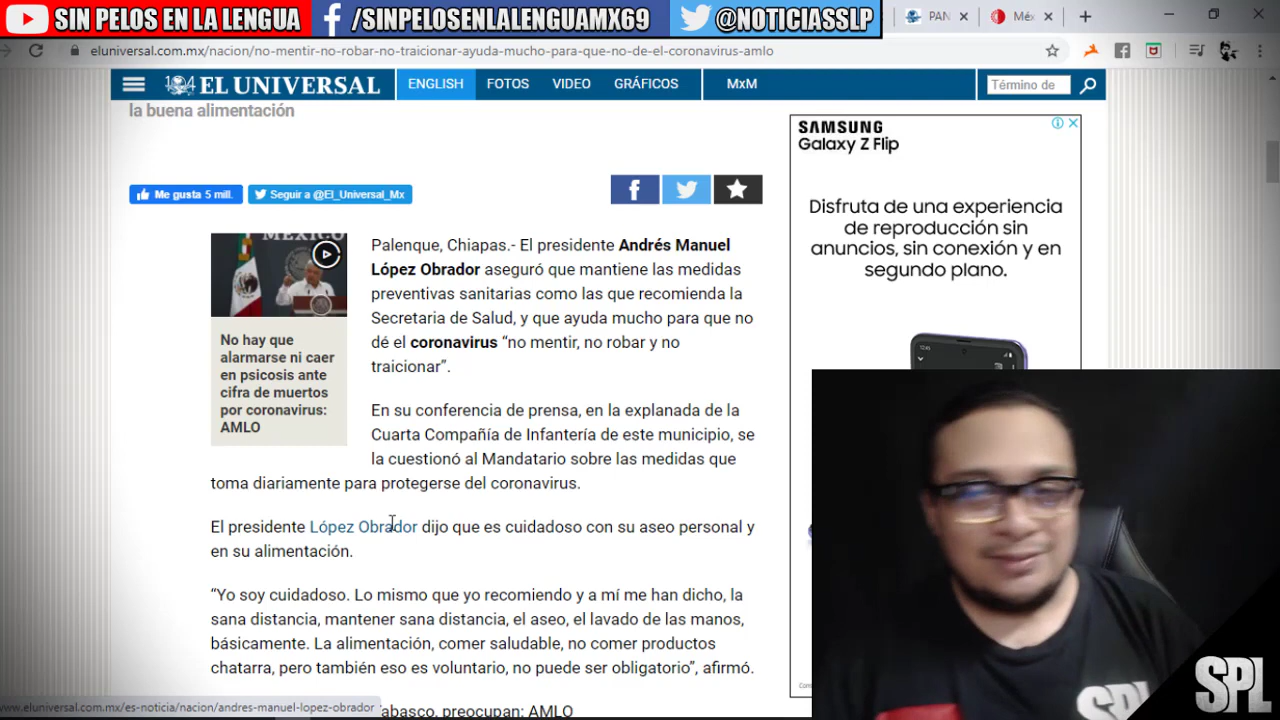 SIN PELOS EN LA LENGUA
/SINPELOSENLALENGUAMX69
@NOTICIASSLP
PAN
Méx
eluniversal.com.mx/nacion/no-mentir-no-robar-no-traicionar-ayuda-mucho-para-que-no-de-el-coronavirus-amlo
EL UNIVERSAL
ENGLISH
FOTOS
VIDEO
GRÁFICOS
MxM
Término de
la buena alimentación
Me gusta 5 mill.
Seguir a @El_Universal_Mx
MÉXICO
No hay que
alarmarse ni caer
en psicosis ante
cifra de muertos
por coronavirus:
AMLO
Palenque, Chiapas.- El presidente Andrés Manuel
López Obrador aseguró que mantiene las medidas
preventivas sanitarias como las que recomienda la
Secretaria de Salud, y que ayuda mucho para que no
dé el coronavirus “no mentir, no robar y no
traicionar”.
En su conferencia de prensa, en la explanada de la
Cuarta Compañía de Infantería de este municipio, se
la cuestionó al Mandatario sobre las medidas que
toma diariamente para protegerse del coronavirus.
El presidente López Obrador dijo que es cuidadoso con su aseo personal y
en su alimentación.
“Yo soy cuidadoso. Lo mismo que yo recomiendo y a mí me han dicho, la
sana distancia, mantener sana distancia, el aseo, el lavado de las manos,
básicamente. La alimentación, comer saludable, no comer productos
chatarra, pero también eso es voluntario, no puede ser obligatorio”, afirmó.
abasco, preocupan: AMLO
www.eluniversal.com.mx/es-noticia/nacion/andres-manuel-lopez-obrador
SAMSUNG
Galaxy Z Flip
Disfruta de una experiencia
de reproducción sin
anuncios, sin conexión y en
segundo plano.
SPL